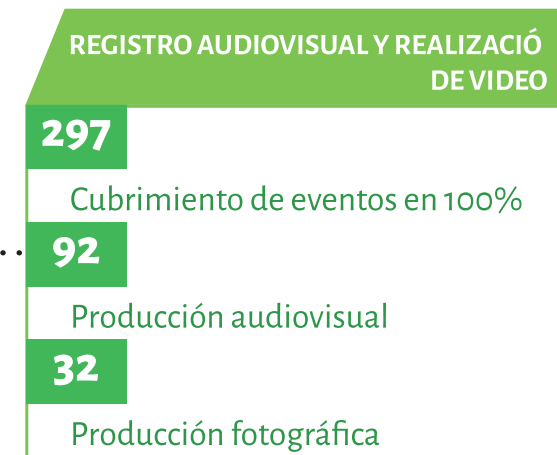 REGISTRO AUDIOVISUAL Y REALIZACIÓ
DE VIDEO
297
Cubrimiento de eventos en 100%
92
Producción audiovisual
32
Producción fotográfica